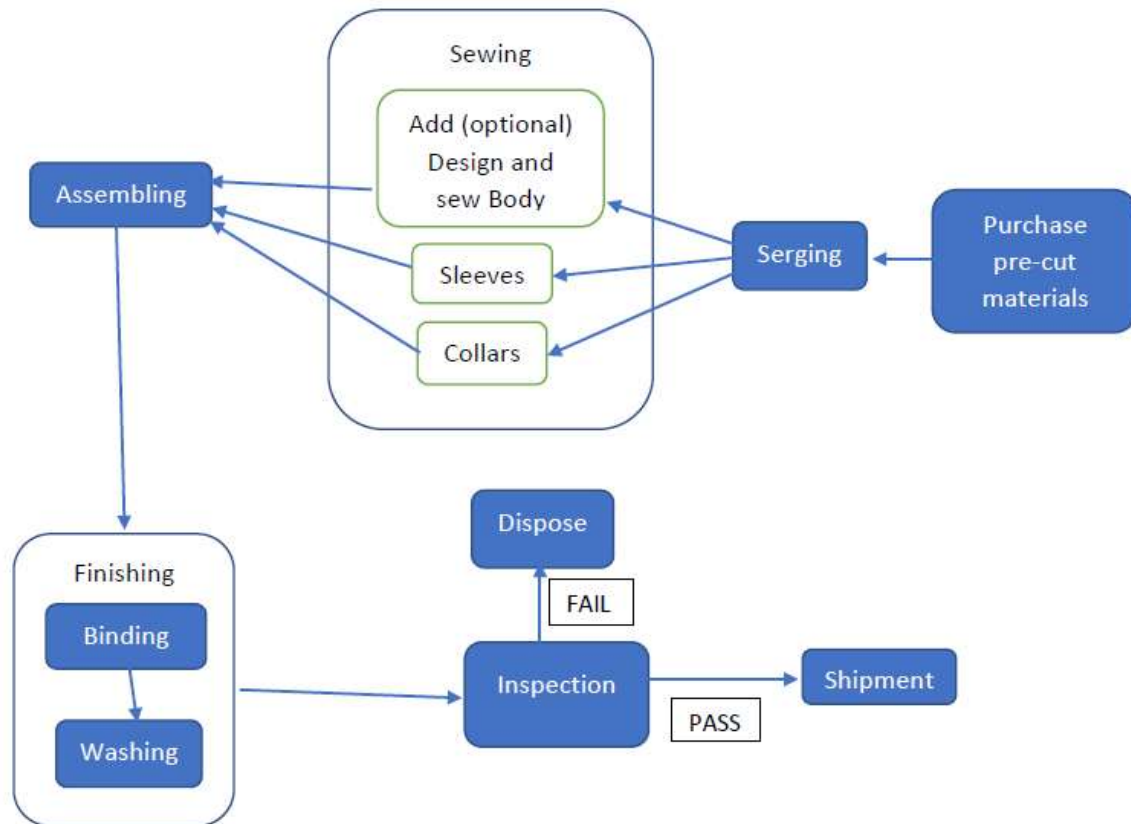 Sewing
Add (optional)
Design and
sew Body
Assembling
Purchase
pre-cut
materials
Serging
Sleeves
Collars
Dispose
Finishing
FAIL
Binding
Inspection
Shipment
PASS
Washing